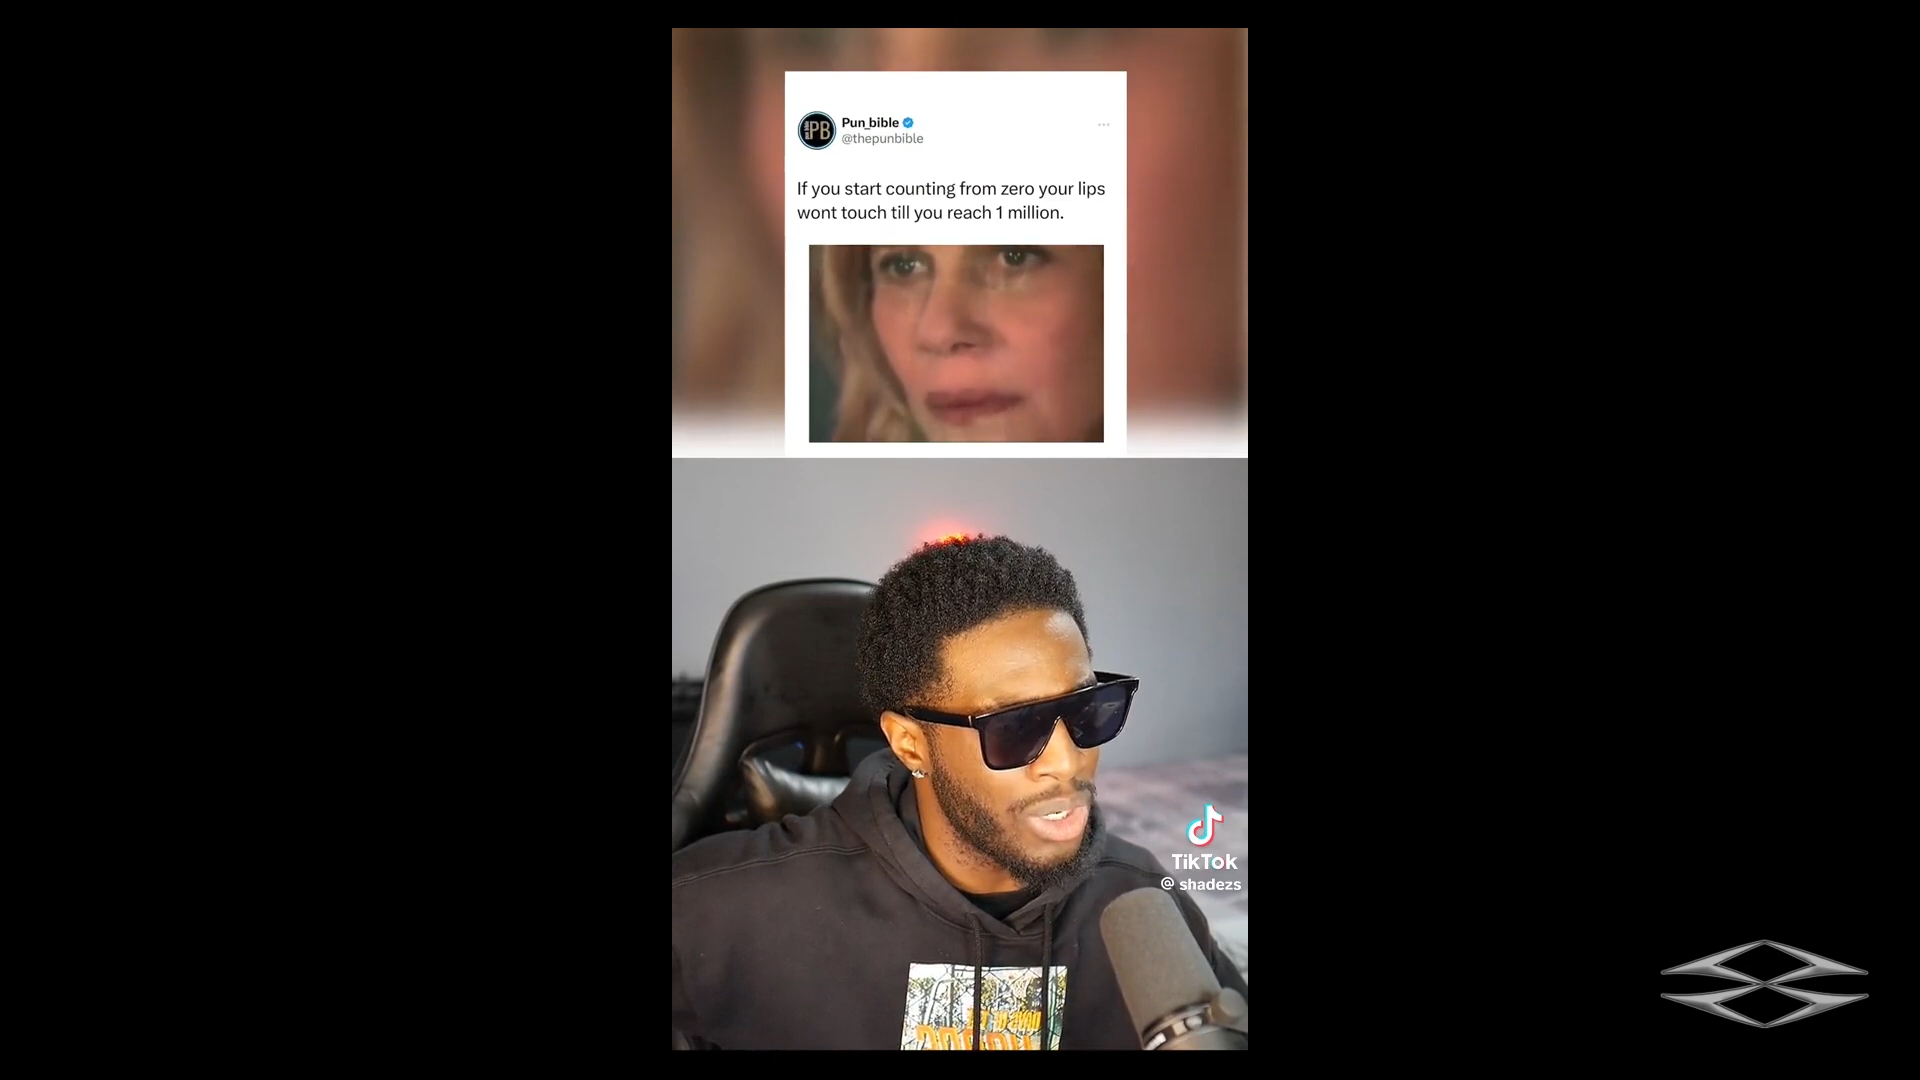 Pun_bible
@thepunbible
If you start counting from zero your lips
wont touch till you reach 1 million.
PB
TikTok
@ shadezs